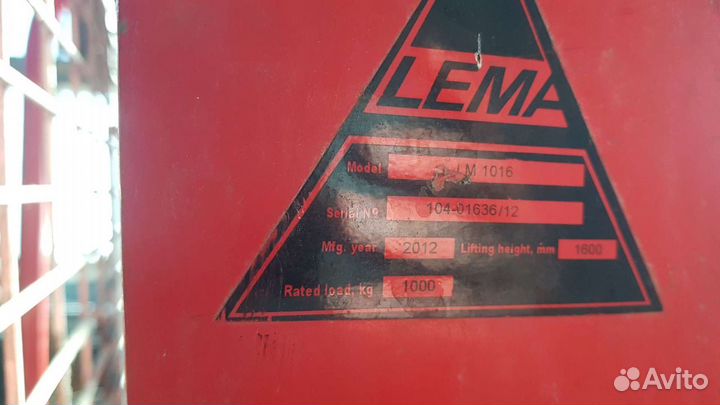 LEMA
Model LM 1016
Serial № 104-01636/12
Mfg. year 2012 Lifting height, mm 1600
Rated load, kg 1000
Avito